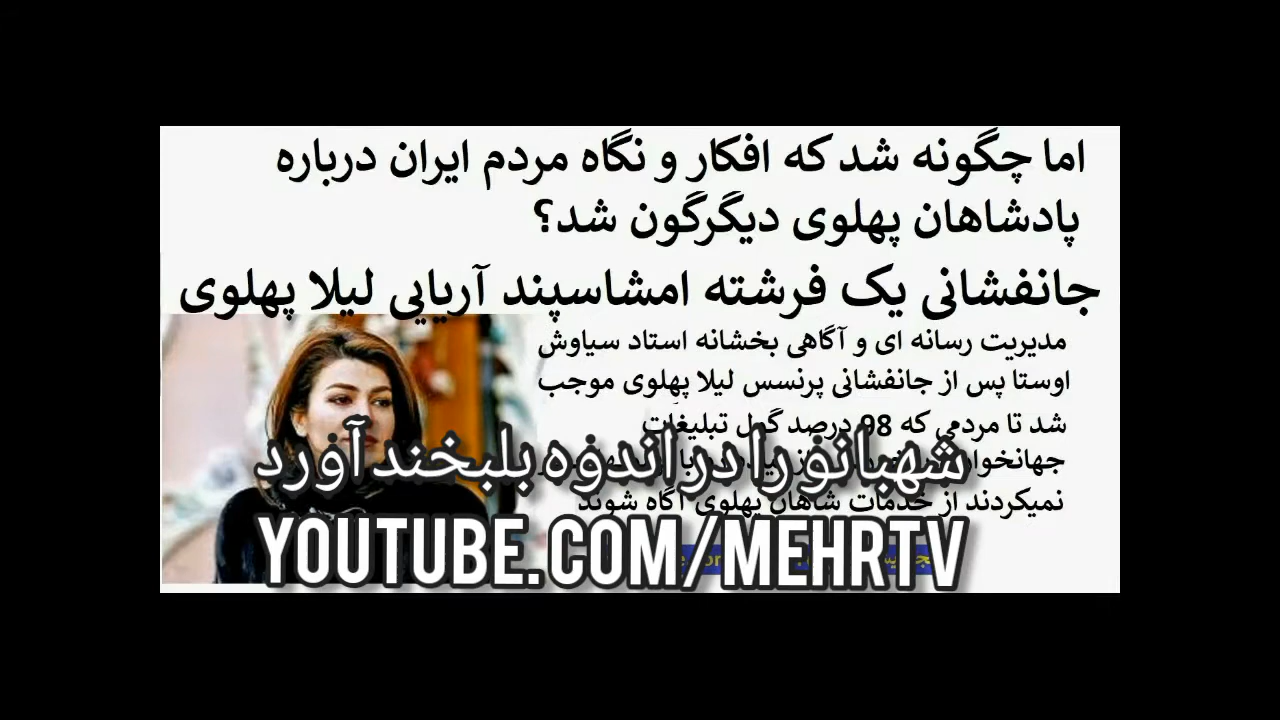 اما چگونه شد که افکار و نگاه مردم ایران درباره
پادشاهان پهلوی دیگرگون شد؟
جانفشانی یک فرشته امشاسپند آریایی لیلا پهلوی
مدیریت رسانه ای و آگاهی بخشانه استاد سیاوش
اوستا پس از جانفشانی پرنسس لیلا پهلوی موجب
شد تا مردمی که 98 درصد گول تبلیغات
جهانخواران
نمیکردند از خدمات شاهان پهلوی آگاه شوند
شهبانو را در اندوه بلبخند آورد
YOUTUBE.COM/MEHRTV